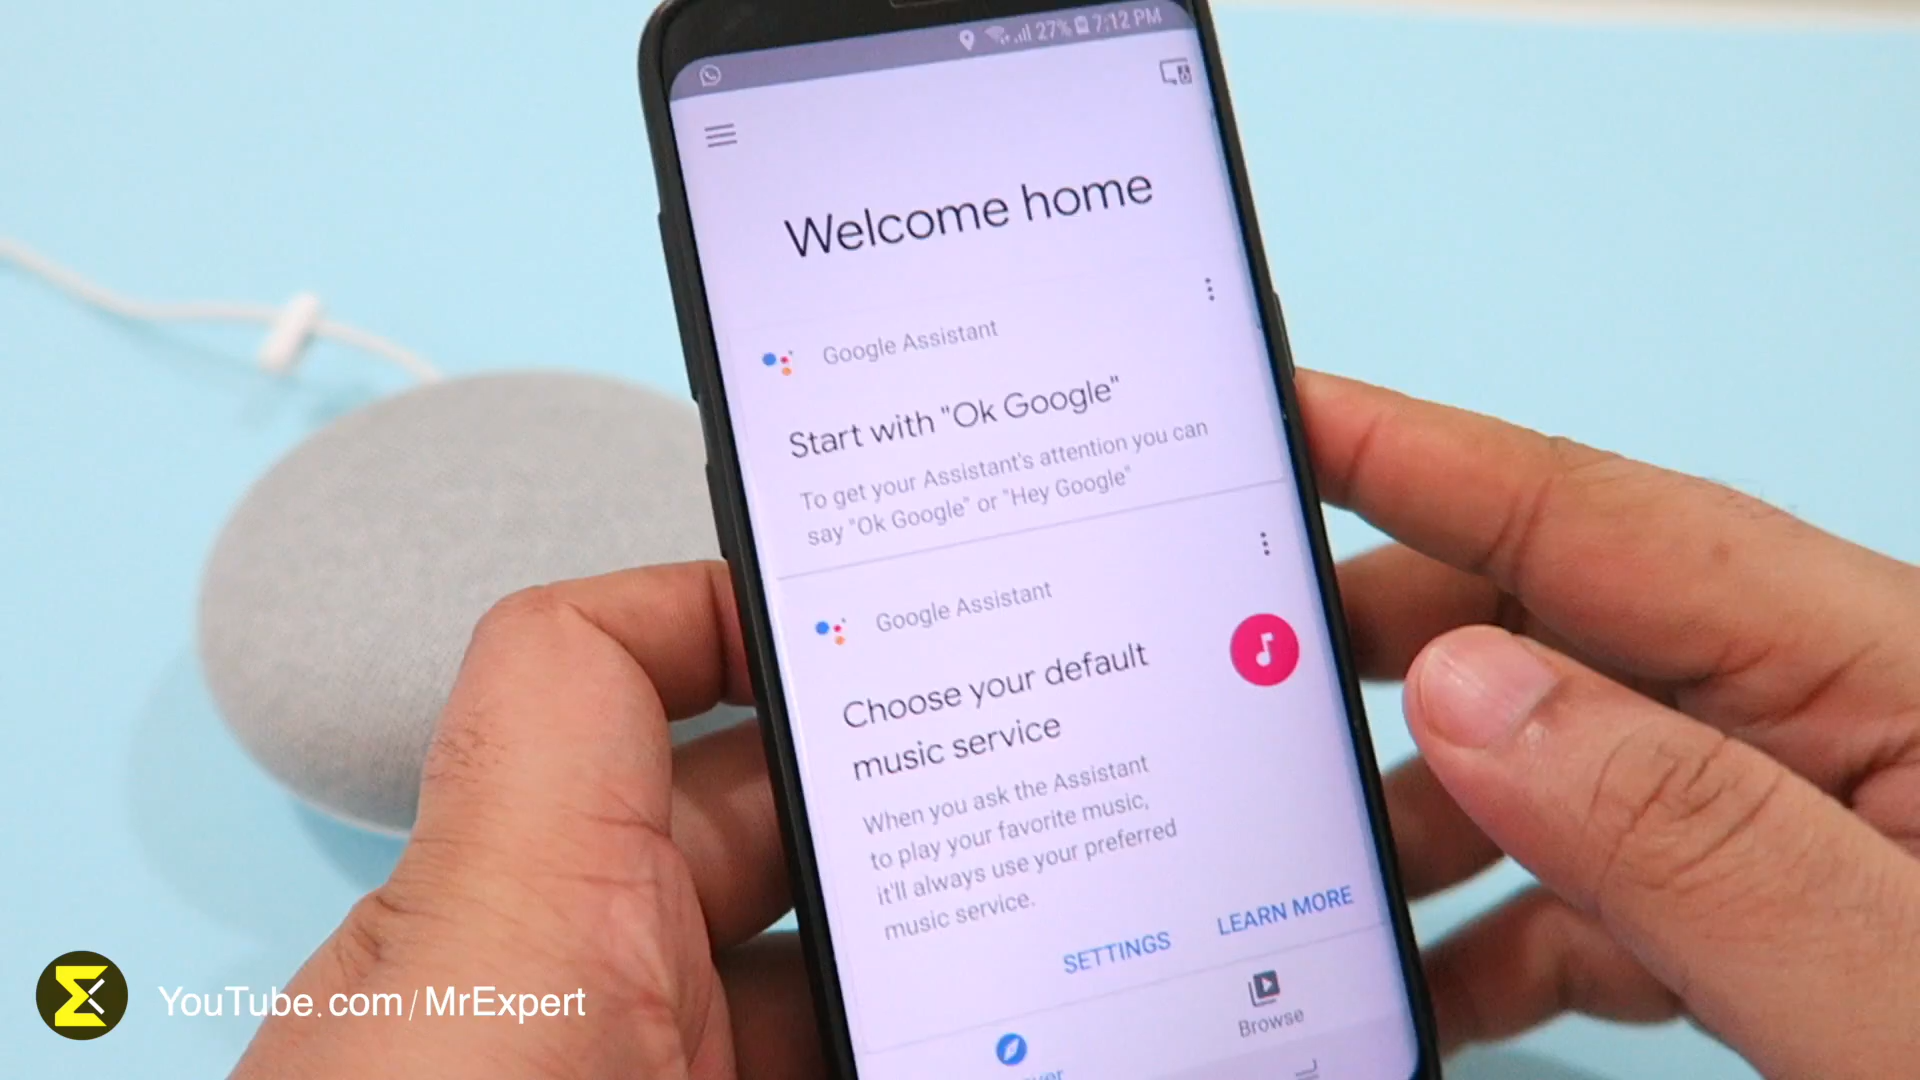 27% 7:12 PM
Welcome home
Google Assistant
Start with "Ok Google"
To get your Assistant's attention you can
say "Ok Google" or "Hey Google"
Google Assistant
Choose your default
music service
When you ask the Assistant
to play your favorite music,
it'll always use your preferred
music service.
SETTINGS LEARN MORE
Browse
YouTube.com/MrExpert